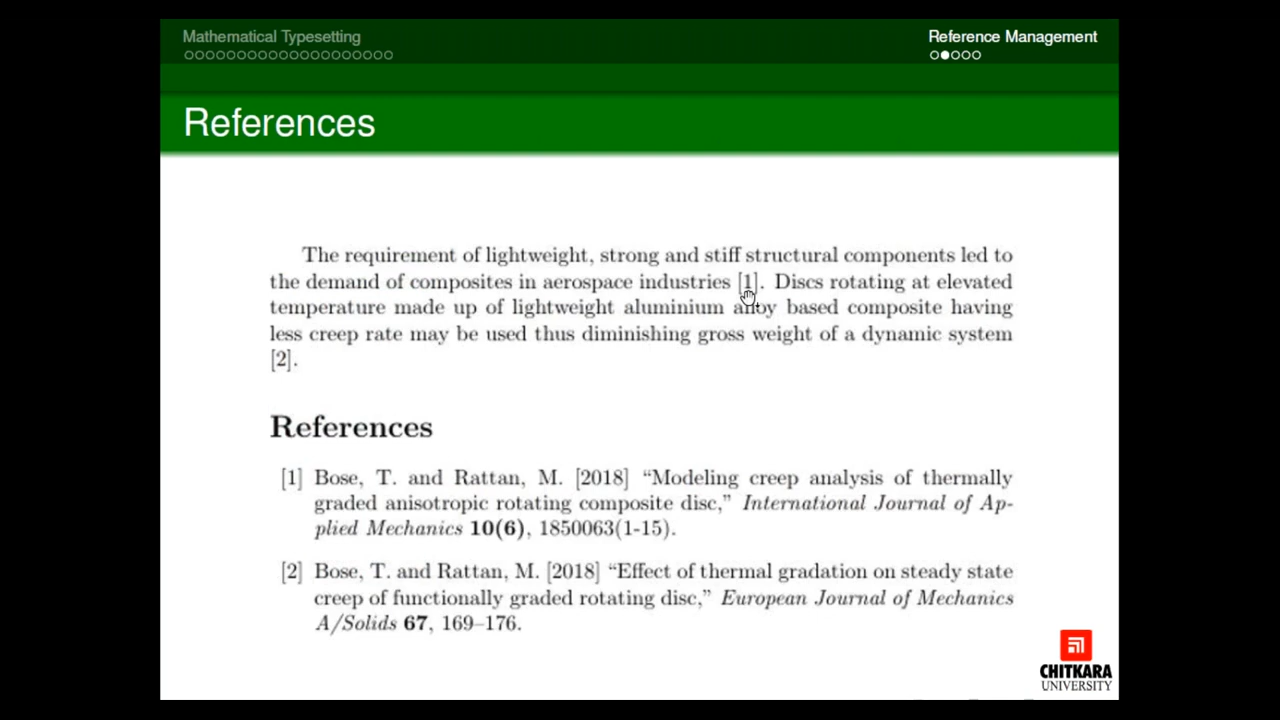 Mathematical Typesetting
Reference Management
References
The requirement of lightweight, strong and stiff structural components led to
the demand of composites in aerospace industries [1]. Discs rotating at elevated
temperature made up of lightweight aluminium alloy based composite having
less creep rate may be used thus diminishing gross weight of a dynamic system
[2].
References
[1] Bose, T. and Rattan, M. [2018] “Modeling creep analysis of thermally
graded anisotropic rotating composite disc,” International Journal of Ap-
plied Mechanics 10(6), 1850063(1-15).
[2] Bose, T. and Rattan, M. [2018] “Effect of thermal gradation on steady state
creep of functionally graded rotating disc,” European Journal of Mechanics
A/Solids 67, 169–176.
CHITKARA
UNIVERSITY